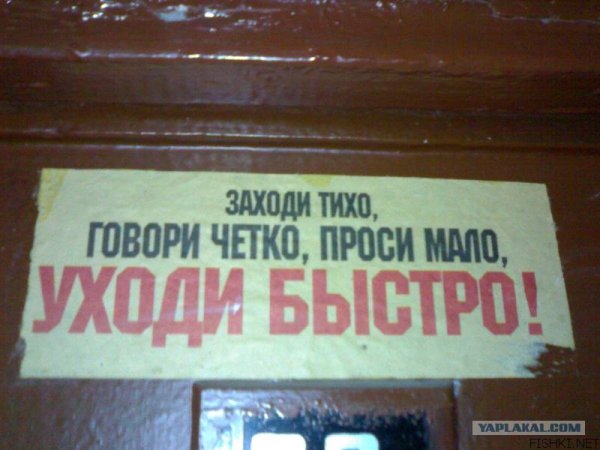 ЗАХОДИ ТИХО,
ГОВОРИ ЧЕТКО, ПРОСИ МАЛО,
УХОДИ БЫСТРО!
YAPLAKAL.COM
FISHKI.NET